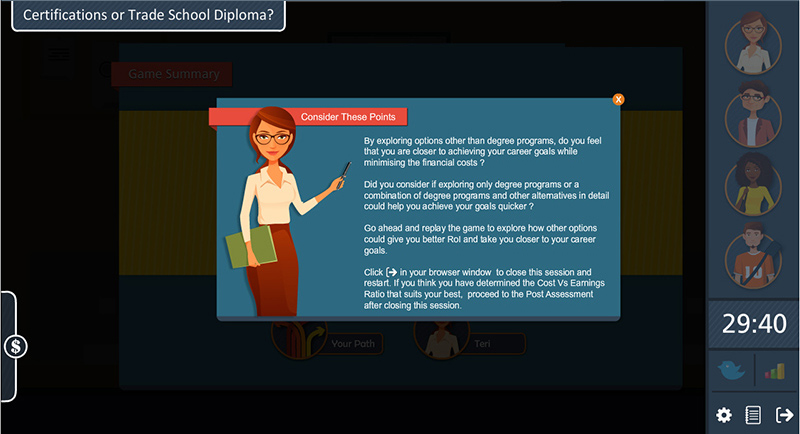 Certifications or Trade School Diploma?
Game Summary
X
Consider These Points
By exploring options other than degree programs, do you feel
that you are closer to achieving your career goals while
minimising the financial costs ?
Did you consider if exploring only degree programs or a
combination of degree programs and other alternatives in detail
could help you achieve your goals quicker ?
Go ahead and replay the game to explore how other options
could give you better RoI and take you closer to your career
goals.
Click in your browser window to close this session and
restart. If you think you have determined the Cost Vs Earnings
Ratio that suits your best, proceed to the Post Assessment
after closing this session.
Your Path
Teri
29:40
$